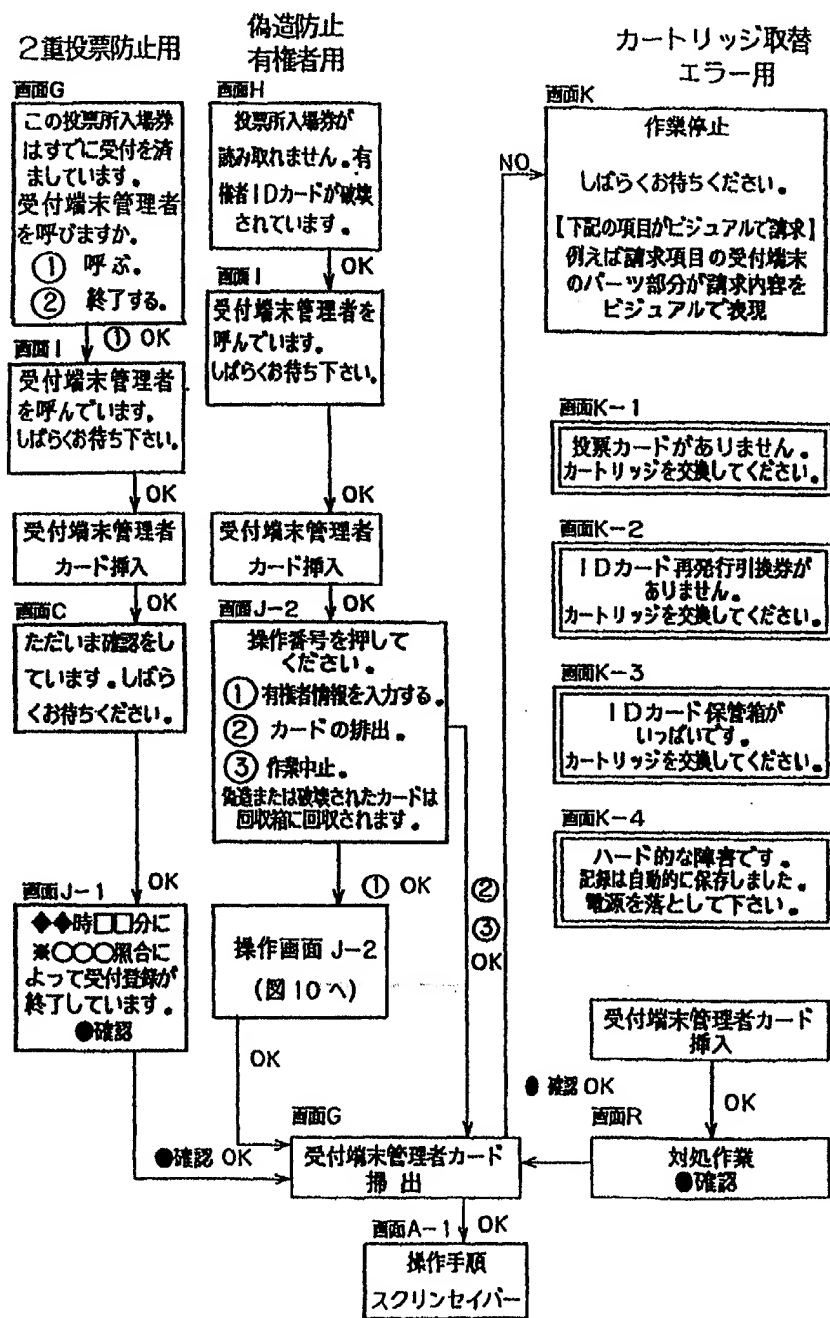 2重投票防止用
画面G
この投票所入場券
はすでに受付を済
ましています。
受付端末管理者
を呼びますか。
① 呼ぶ。
② 終了する。
① OK
画面I
受付端末管理者
を呼んでいます。
しばらくお待ち下さい。
OK
受付端末管理者
カード挿入
OK
画面C
ただいま確認をし
ています。しばら
くお待ちください。
OK
画面J-1
◆◆時□□分に
※○○○照合に
よって受付登録が
終了しています。
●確認
●確認 OK
偽造防止
有権者用
画面H
投票所入場券が
読み取れません。有
権者IDカードが破壊
されています。
OK
画面I
受付端末管理者を
呼んでいます。
しばらくお待ち下さい。
OK
受付端末管理者
カード挿入
OK
画面J-2
操作番号を押して
ください。
① 有権者情報を入力する。
② カードの排出。
③ 作業中止。
偽造または破壊されたカードは
回収箱に回収されます。
① OK
②
③
OK
操作画面 J-2
(図10へ)
OK
画面G
受付端末管理者カード
掃 出
OK
画面A-1
操作手順
スクリンセイバー
カートリッジ取替
エラー用
画面K
NO
作業停止
しばらくお待ちください。
【下記の項目がビジュアルで請求】
例えば請求項目の受付端末
のパーツ部分が請求内容を
ビジュアルで表現
画面K-1
投票カードがありません。
カートリッジを交換してください。
画面K-2
IDカード再発行引換券が
ありません。
カートリッジを交換してください。
画面K-3
IDカード保管箱が
いっぱいです。
カートリッジを交換してください。
画面K-4
ハード的な障害です。
記録は自動的に保存しました。
電源を落として下さい。
受付端末管理者カード
挿入
OK
● 確認 OK
画面R
対処作業
●確認